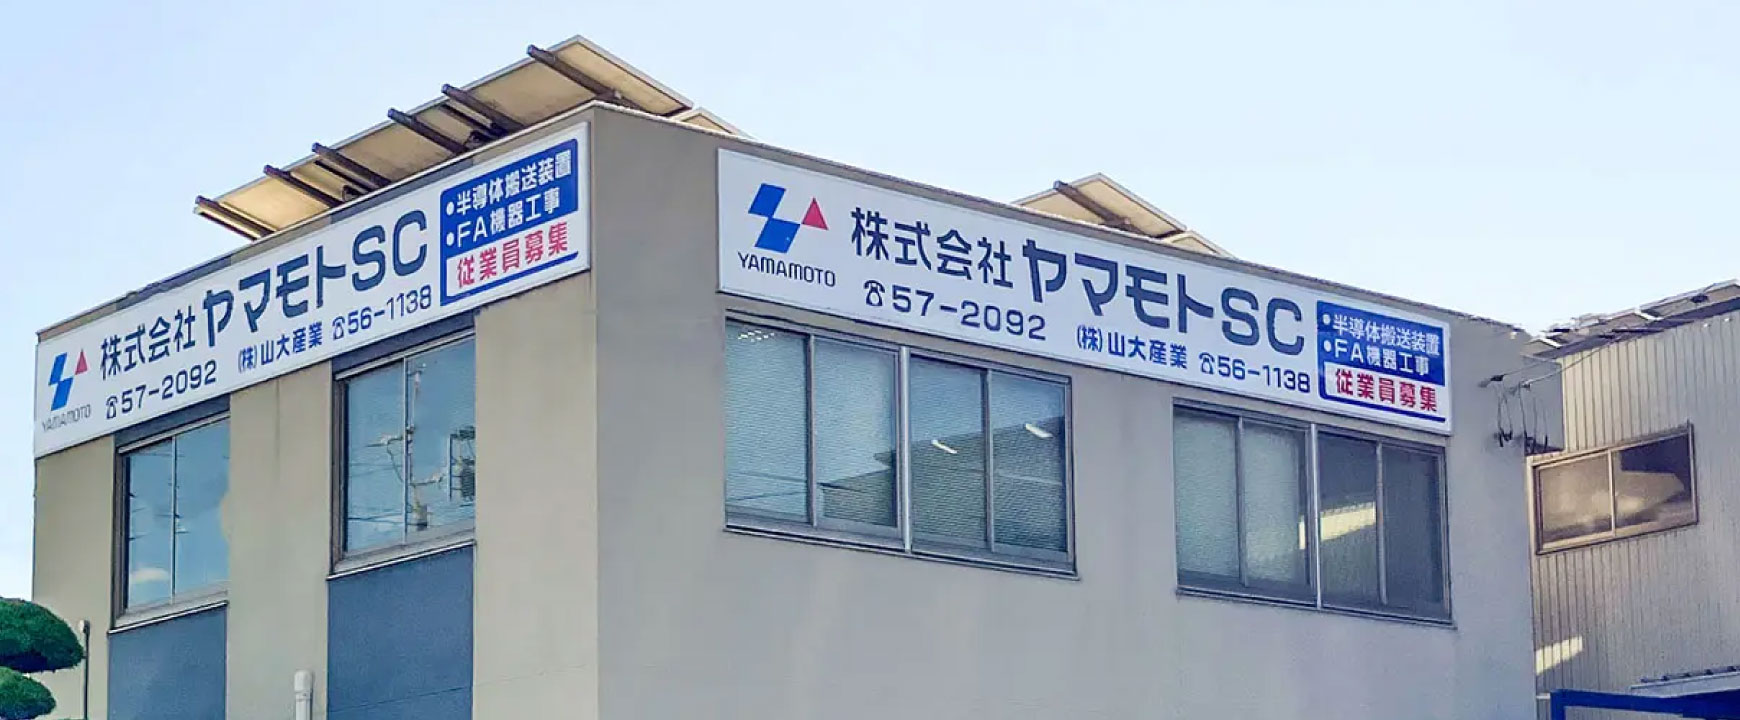 YAMAMOTO
株式会社ヤマモトSC
☎57-2092 (株)山大産業 ☎56-1138
•半導体搬送装置
•FA機器工事
従業員募集
YAMAMOTO
株式会社ヤマモトSC
☎57-2092 (株)山大産業 ☎56-1138
•半導体搬送装置
•FA機器工事
従業員募集